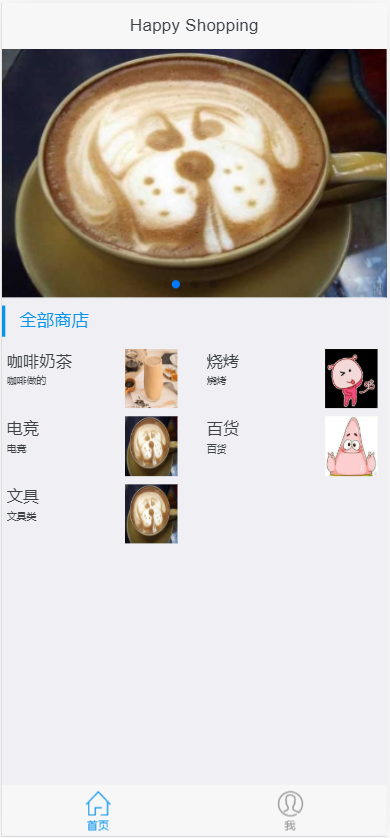 Happy Shopping
全部商店
咖啡奶茶
咖啡做的
烧烤
烧烤
电竞
电竞
百货
百货
文具
文具类
首页
我